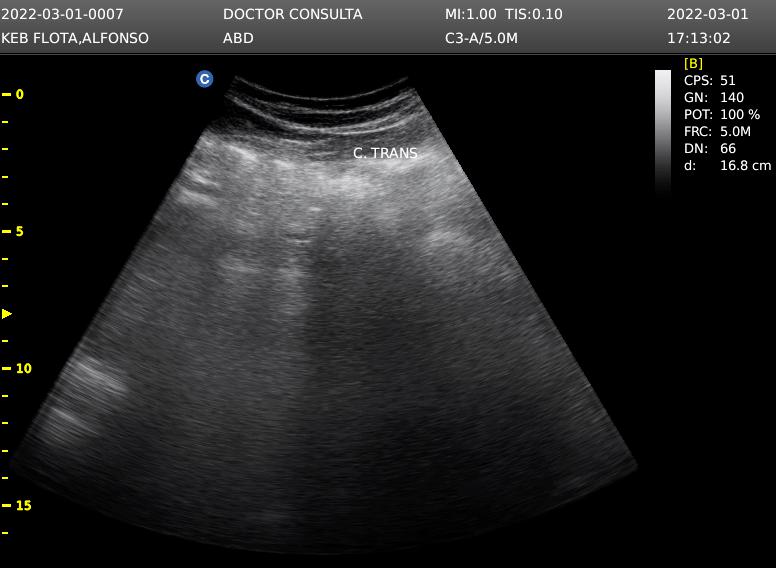 2022-03-01-0007 DOCTOR CONSULTA MI:1.00 TIS:0.10 2022-03-01
KEB FLOTA,ALFONSO ABD C3-A/5.0M 17:13:02
[B]
C
CPS: 51
0
GN: 140
POT: 100 %
FRC: 5.0M
DN: 66
C. TRANS
d: 16.8 cm
5
10
15